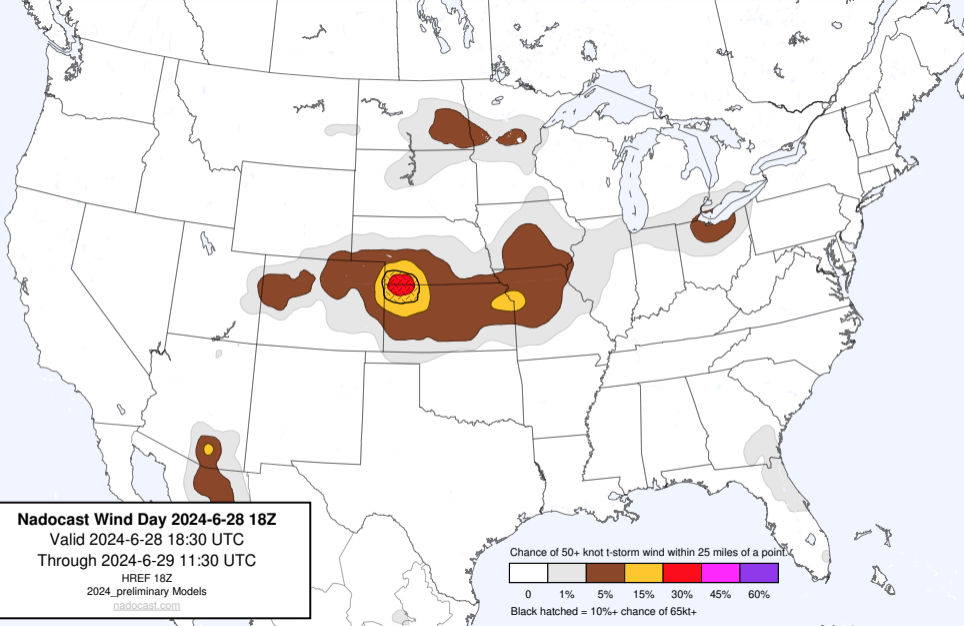 Nadocast Wind Day 2024-6-28 18Z
Valid 2024-6-28 18:30 UTC
Through 2024-6-29 11:30 UTC
HREF 18Z
2024_preliminary Models
nadocast.com
Chance of 50+ knot t-storm wind within 25 miles of a point.
0 1% 5% 15% 30% 45% 60%
Black hatched = 10%+ chance of 65kt+